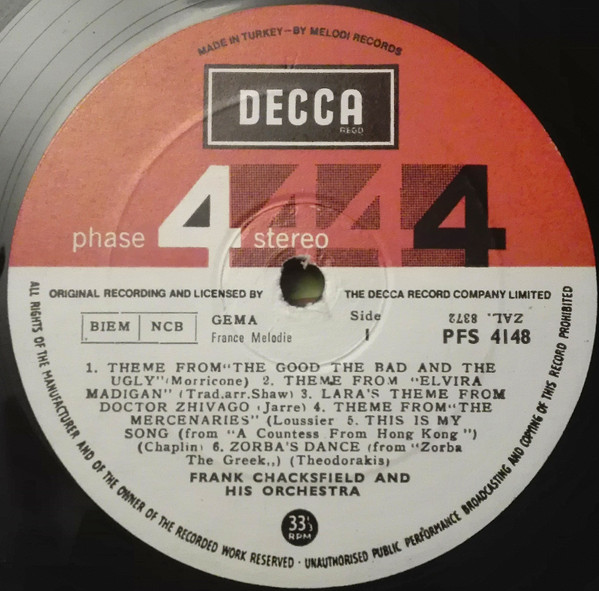 MADE IN TURKEY-BY MELODI RECORDS
DECCA
REGD
phase 4 stereo 4 4 4
ORIGINAL RECORDING AND LICENSED BY THE DECCA RECORD COMPANY LIMITED
BIEM NCB
GEMA
France Melodie
Side
1
ZAL. 8372
PFS 4148
1. THEME FROM "THE GOOD THE BAD AND THE
UGLY" (Morricone) 2. THEME FROM "ELVIRA
MADIGAN" (Trad.arr.Shaw) 3. LARA'S THEME FROM
DOCTOR ZHIVAGO (Jarre) 4. THEME FROM "THE
MERCENARIES" (Loussier 5. THIS IS MY
SONG (from "A Countess From Hong Kong")
(Chaplin) 6. ZORBA'S DANCE (from "Zorba
The Greek,,) (Theodorakis)
FRANK CHACKSFIELD AND
HIS ORCHESTRA
33⅓
RPM
ALL RIGHTS OF THE MANUFACTURER AND OF THE OWNER OF THE RECORDED WORK RESERVED - UNAUTHORISED PUBLIC PERFORMANCE BROADCASTING AND COPYING OF THIS RECORD PROHIBITED